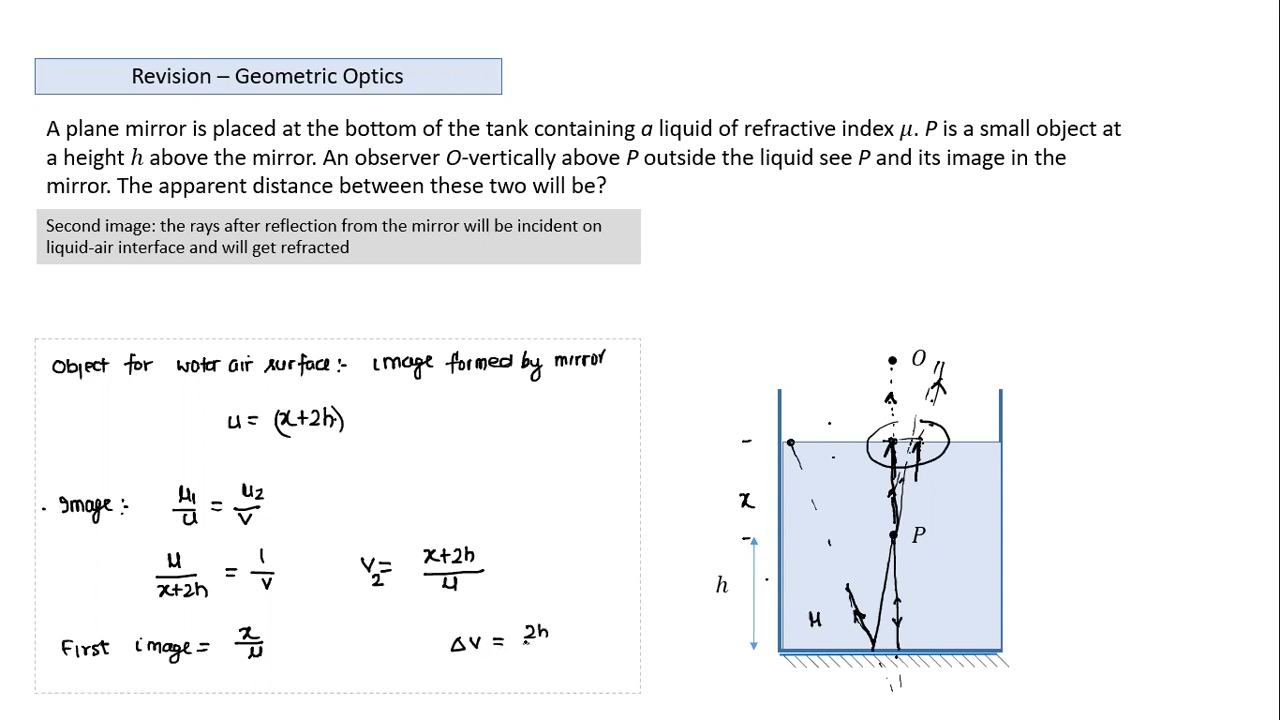 Revision – Geometric Optics
A plane mirror is placed at the bottom of the tank containing a liquid of refractive index μ. P is a small object at
a height h above the mirror. An observer O-vertically above P outside the liquid see P and its image in the
mirror. The apparent distance between these two will be?
Second image: the rays after reflection from the mirror will be incident on
liquid-air interface and will get refracted
Object for water air surface:- image formed by mirror
u = (x+2h)
Image:- μ1/u = μ2/v
μ/(x+2h) = 1/v
v2 = (x+2h)/μ
First image = x/μ
Δv = 2h
O
x
P
h
μ